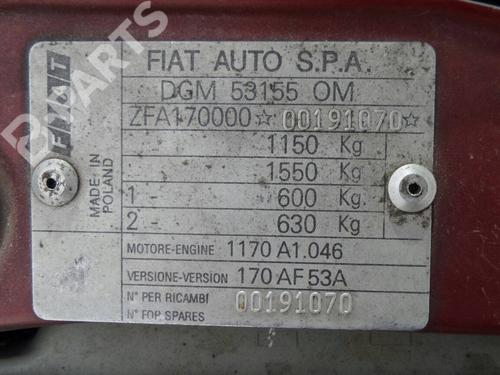 B-PARTS
FIAT
MADE IN POLAND
FIAT AUTO S.P.A.
DGM 53155 OM
ZFA170000☆00191070☆
1150 Kg
1550 Kg
1- 600 Kg
2- 630 Kg
MOTORE-ENGINE 1170 A1.046
VERSIONE-VERSION 170 AF 53A
N° PER RICAMBI 00191070
N° FOR SPARES